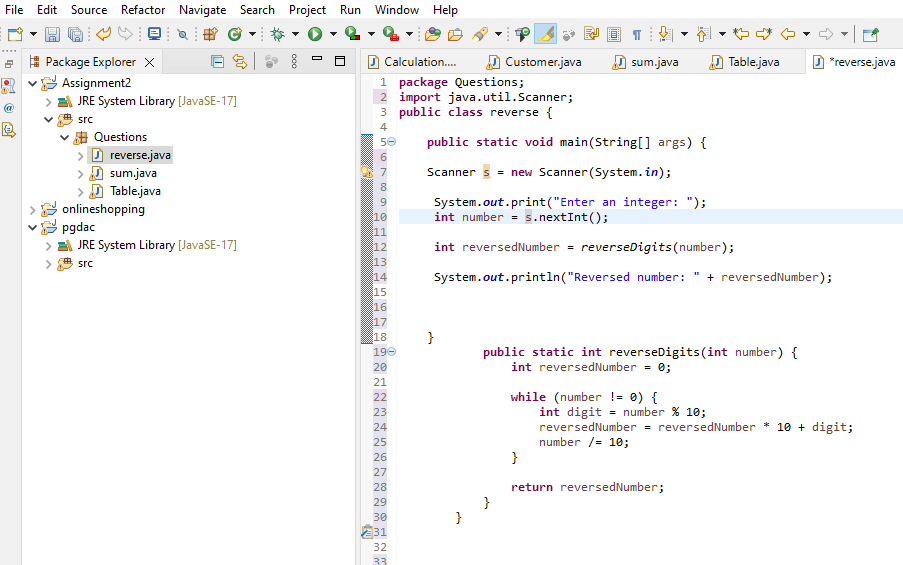 File Edit Source Refactor Navigate Search Project Run Window Help
Package Explorer
Assignment2
JRE System Library [JavaSE-17]
src
Questions
reverse.java
sum.java
Table.java
onlineshopping
pgdac
JRE System Library [JavaSE-17]
src
Calculation.... Customer.java sum.java Table.java *reverse.java
1 package Questions;
2 import java.util.Scanner;
3 public class reverse {
4
5 public static void main(String[] args) {
6
7 Scanner s = new Scanner(System.in);
8
9 System.out.print("Enter an integer: ");
10 int number = s.nextInt();
11
12 int reversedNumber = reverseDigits(number);
13
14 System.out.println("Reversed number: " + reversedNumber);
15
16
17
18 }
19 public static int reverseDigits(int number) {
20 int reversedNumber = 0;
21
22 while (number != 0) {
23 int digit = number % 10;
24 reversedNumber = reversedNumber * 10 + digit;
25 number /= 10;
26 }
27
28 return reversedNumber;
29 }
30 }
31
32
33